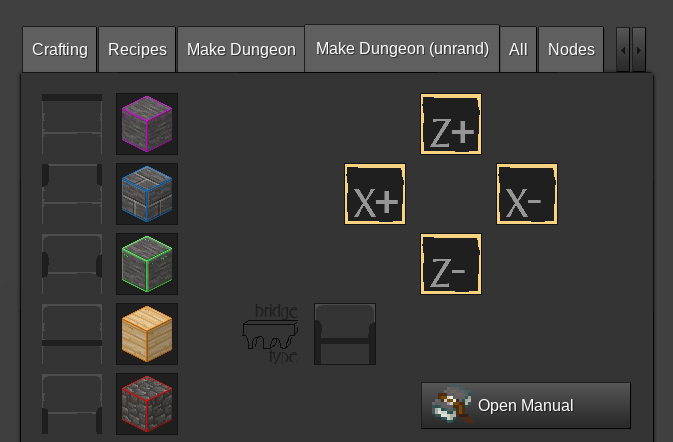 Crafting Recipes Make Dungeon Make Dungeon (unrand) All Nodes
Z+
X+ X-
Z-
bridge
type
Open Manual